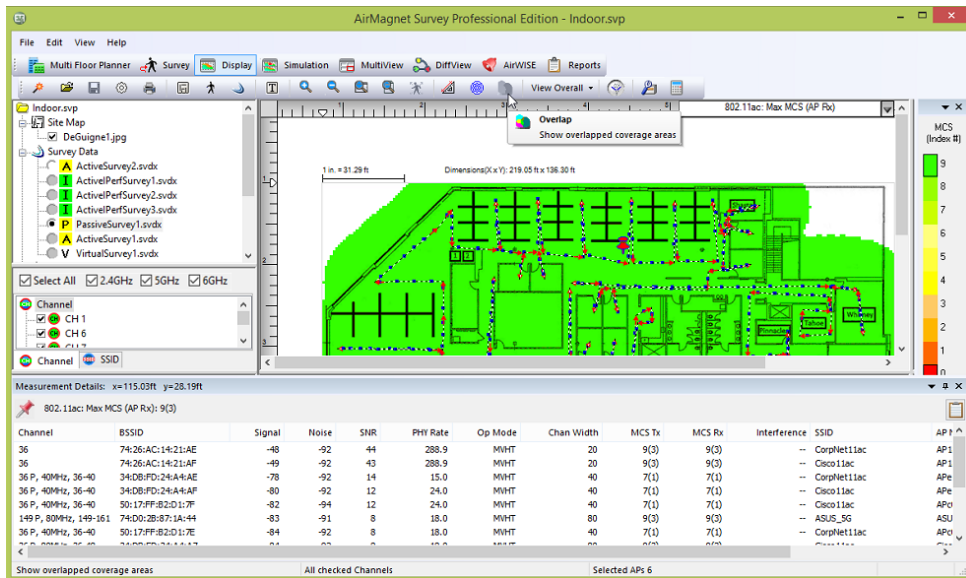 AirMagnet Survey Professional Edition - Indoor.svp
File Edit View Help
Multi Floor Planner Survey Display Simulation MultiView DiffView AirWISE Reports
View Overall
Indoor.svp
Site Map
DeGuigne1.jpg
Survey Data
A ActiveSurvey2.svdx
I ActiveIPerfSurvey1.svdx
I ActiveIPerfSurvey2.svdx
I ActiveIPerfSurvey3.svdx
P PassiveSurvey1.svdx
A ActiveSurvey1.svdx
V VirtualSurvey1.svdx
Select All 2.4GHz 5GHz 6GHz
Channel
CH 1
CH 6
Channel SSID
802.11ac: Max MCS (AP Rx)
Overlap
Show overlapped coverage areas
1 in. = 31.29 ft Dimensions(X x Y): 219.05 ft x 136.30 ft
Pinnacle Tahoe Whitney
MCS
(Index #)
9
8
7
6
5
4
3
2
1
0
Measurement Details: x=115.03ft y=28.19ft
802.11ac: Max MCS (AP Rx): 9(3)
Channel BSSID Signal Noise SNR PHY Rate Op Mode Chan Width MCS Tx MCS Rx Interference SSID
36 74:26:AC:14:21:AE -48 -92 44 288.9 MVHT 20 9(3) 9(3) -- CorpNet11ac AP1
36 74:26:AC:14:21:AF -49 -92 43 288.9 MVHT 20 9(3) 9(3) -- Cisco11ac AP1
36 P, 40MHz, 36-40 34:DB:FD:24:A4:AE -78 -92 14 15.0 MVHT 40 7(1) 7(1) -- CorpNet11ac APe
36 P, 40MHz, 36-40 34:DB:FD:24:A4:AF -80 -92 12 24.0 MVHT 40 7(1) 7(1) -- Cisco11ac APe
36 P, 40MHz, 36-40 50:17:FF:B2:D1:7F -82 -94 12 24.0 MVHT 40 7(1) 7(1) -- Cisco11ac
149 P, 80MHz, 149-161 74:D0:2B:87:1A:44 -83 -91 8 18.0 MVHT 80 9(3) 9(3) -- ASUS_5G ASU
36 P, 40MHz, 36-40 50:17:FF:B2:D1:7E -84 -92 8 18.0 MVHT 40 7(1) 7(1) -- CorpNet11ac
Show overlapped coverage areas All checked Channels Selected APs 6